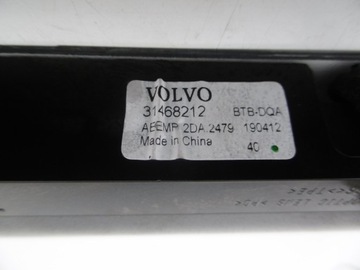 VOLVO
31468212 BTB-DQA
AEEMP 2DA 2479 190412
Made in China 40